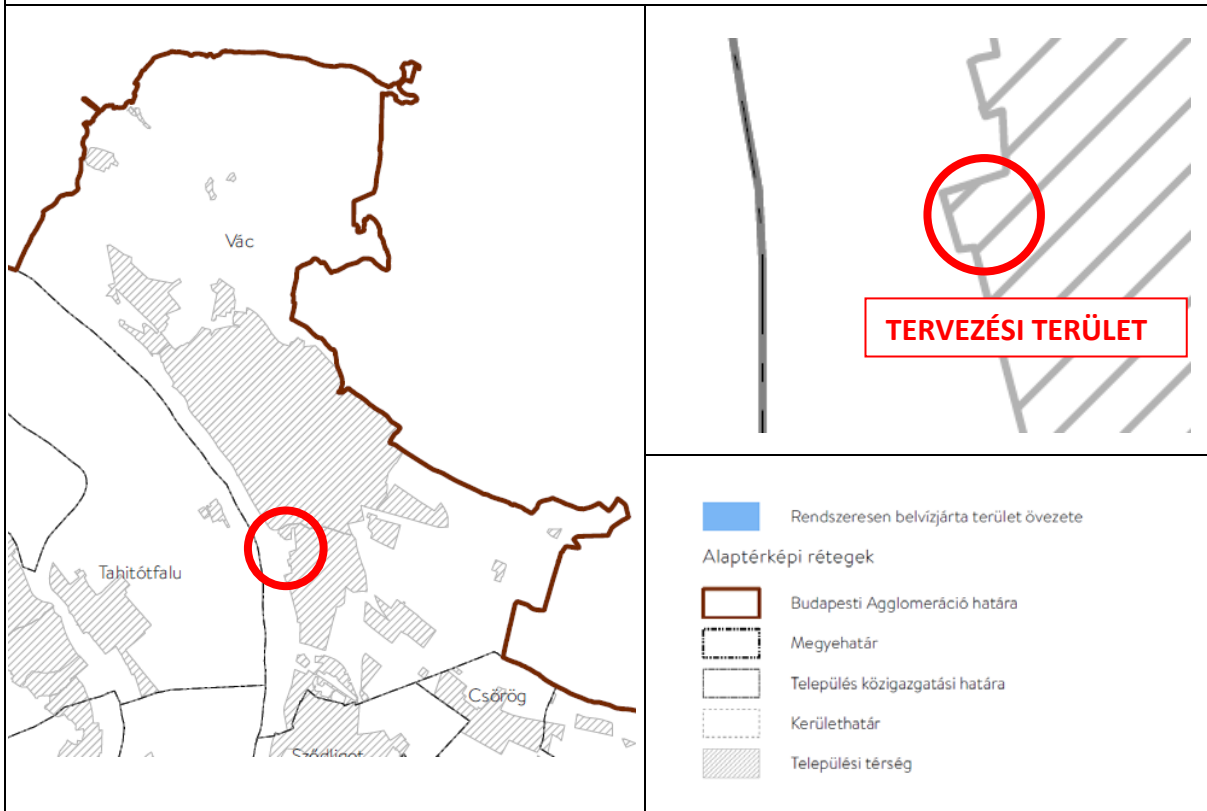 Vác
Tahitótfalu
Csörög
Sződliget
TERVEZÉSI TERÜLET
Rendszeresen belvízjárta terület övezete
Alaptérképi rétegek
Budapesti Agglomeráció határa
Megyehatár
Település közigazgatási határa
Kerülethatár
Települési térség